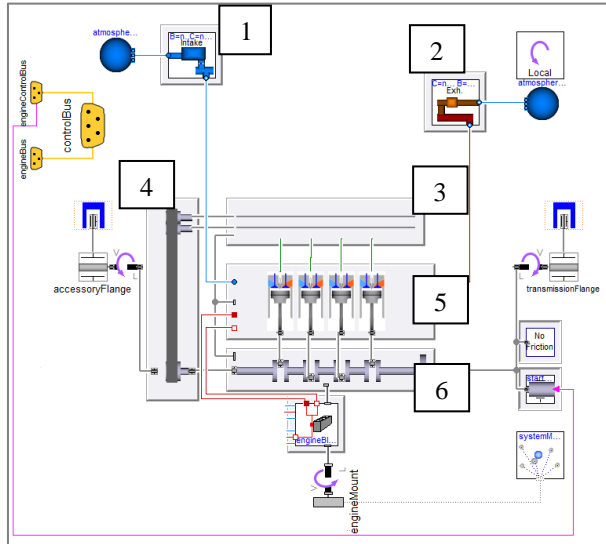 1
B=n...C=n...
Intake
atmosphe...
2
C=n... B=...
Exh.
Local
atmospher...
engineControlBus
controlBus
engineBus
3
4
accessoryFlange
V
L
5
V
L
transmissionFlange
6
No
Friction
start
engineBl...
L
V
engineMount
systemM...